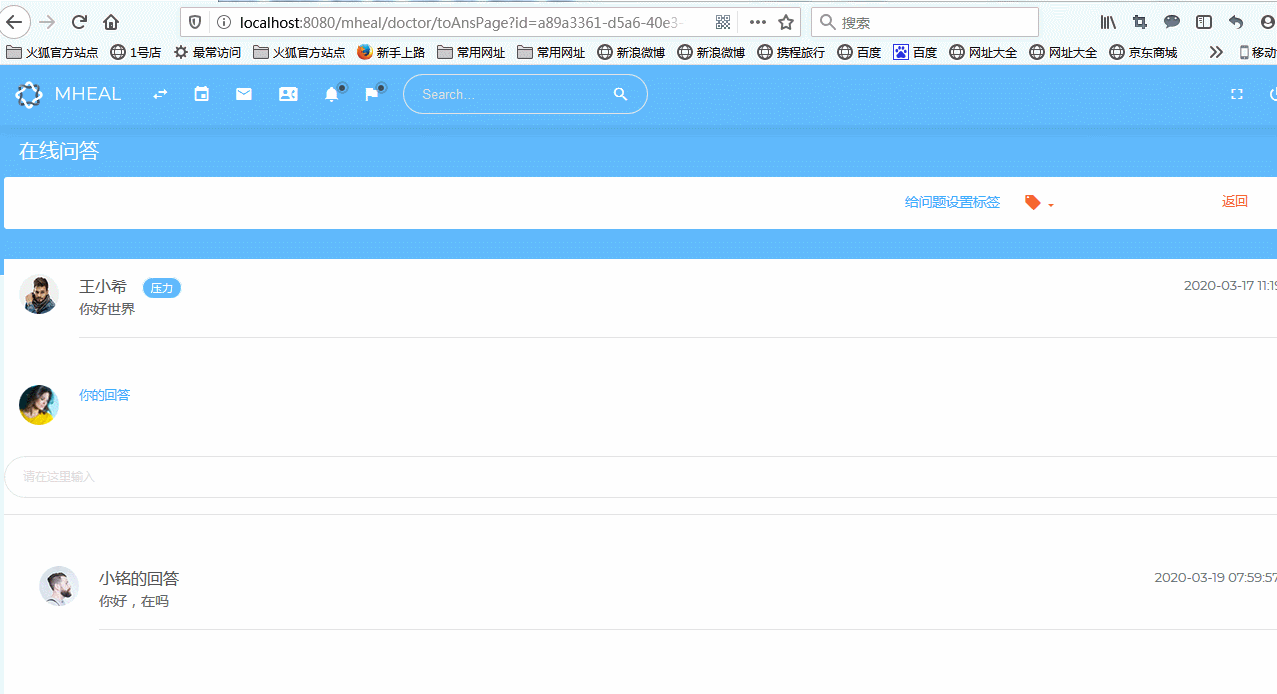 localhost:8080/mheal/doctor/toAnsPage?id=a89a3361-d5a6-40e3-
搜索
火狐官方站点 1号店 最常访问 火狐官方站点 新手上路 常用网址 常用网址 新浪微博 新浪微博 携程旅行 百度 百度 网址大全 网址大全 京东商城 移动
MHEAL
Search...
在线问答
给问题设置标签
返回
王小希 压力
2020-03-17 11:19
你好世界
你的回答
请在这里输入
小铭的回答
2020-03-19 07:59:57
你好，在吗